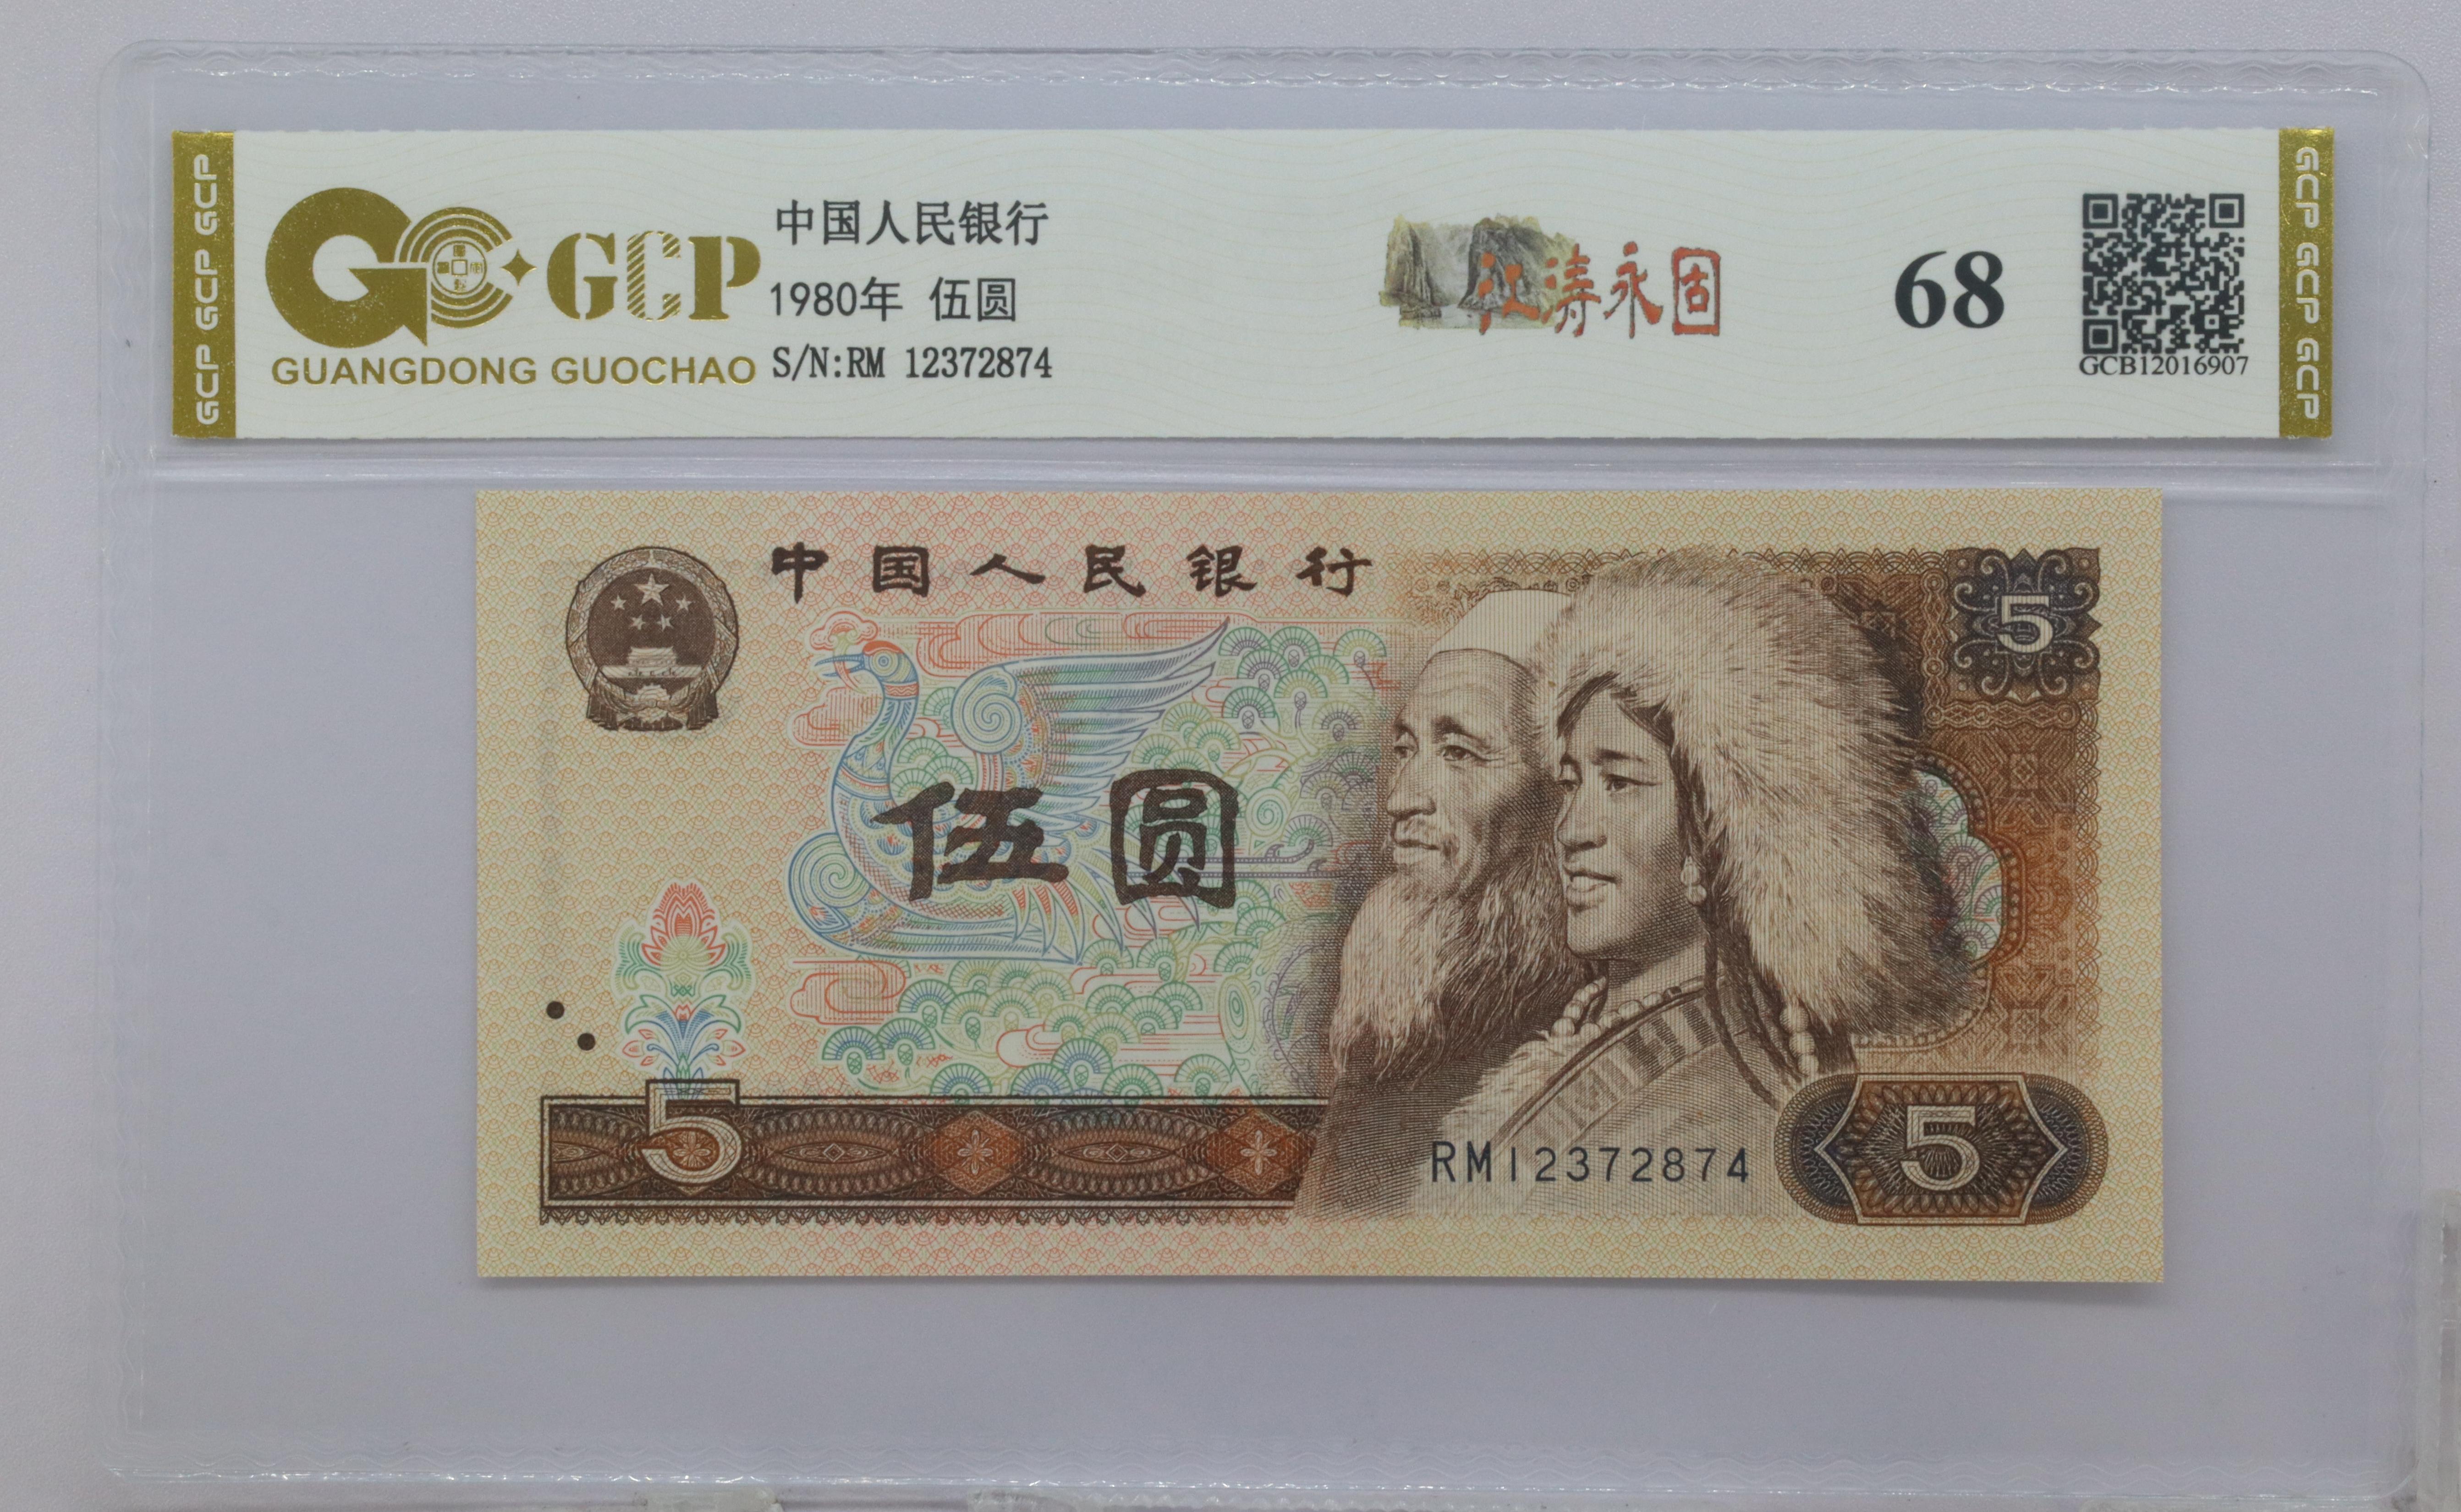 GCP GCP GCP
GCP
GUANGDONG GUOCHAO
中国人民银行
1980年 伍圆
S/N:RM 12372874
江涛永固
68
GCB12016907
GCP GCP GCP
中国人民银行
5
伍圆
5
RM12372874
5